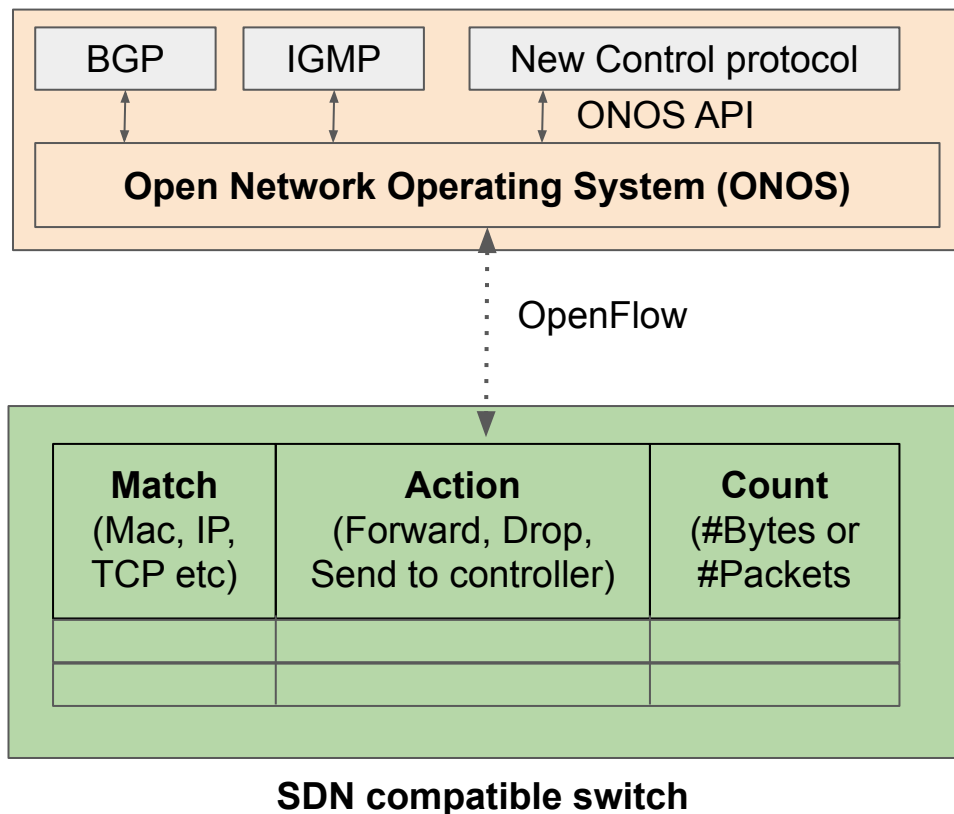 BGP
IGMP
New Control protocol
ONOS API
Open Network Operating System (ONOS)
OpenFlow
Match
(Mac, IP,
TCP etc)
Action
(Forward, Drop,
Send to controller)
Count
(#Bytes or
#Packets
SDN compatible switch